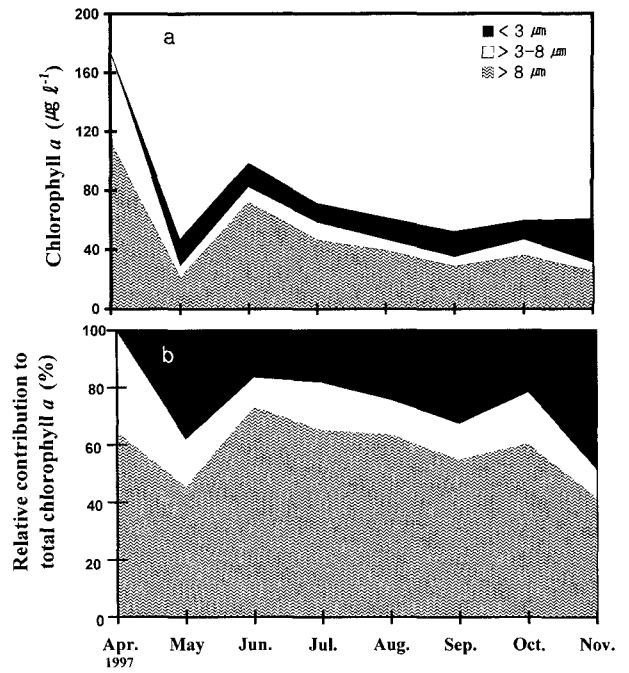 a
< 3 μm
> 3-8 μm
> 8 μm
Chlorophyll a (μg ℓ⁻¹)
200
160
120
80
40
0
b
Relative contribution to
total chlorophyll a (%)
100
80
60
40
20
0
Apr. May Jun. Jul. Aug. Sep. Oct. Nov.
1997